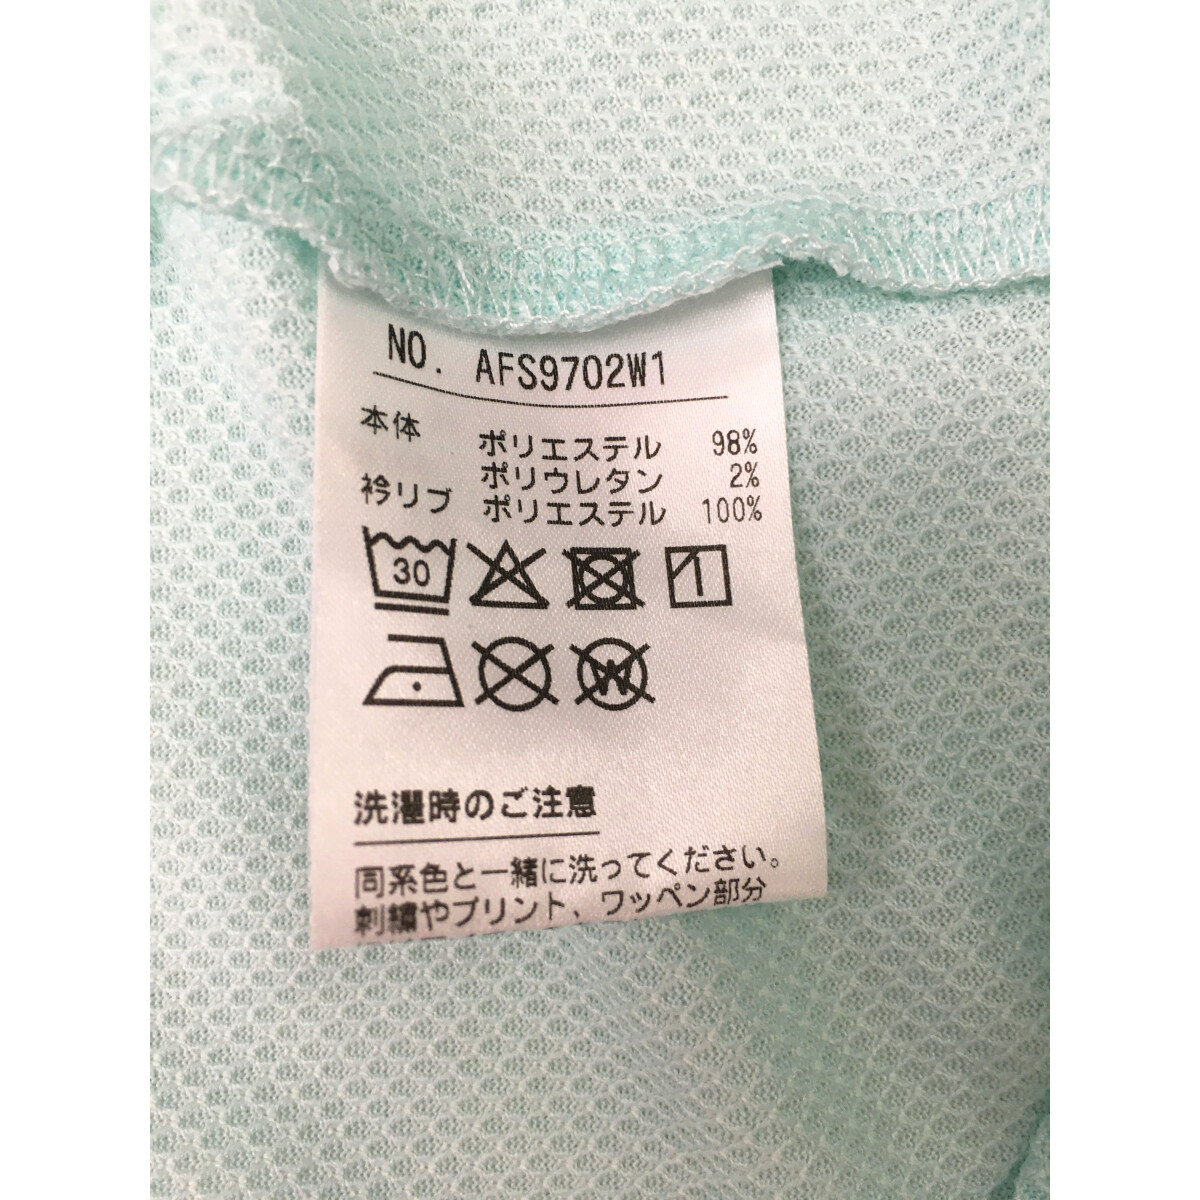 NO. AFS9702W1
本体 ポリエステル 98%
ポリウレタン 2%
衿リブ ポリエステル 100%
30
W
洗濯時のご注意
同系色と一緒に洗ってください。
刺繍やプリント、ワッペン部分